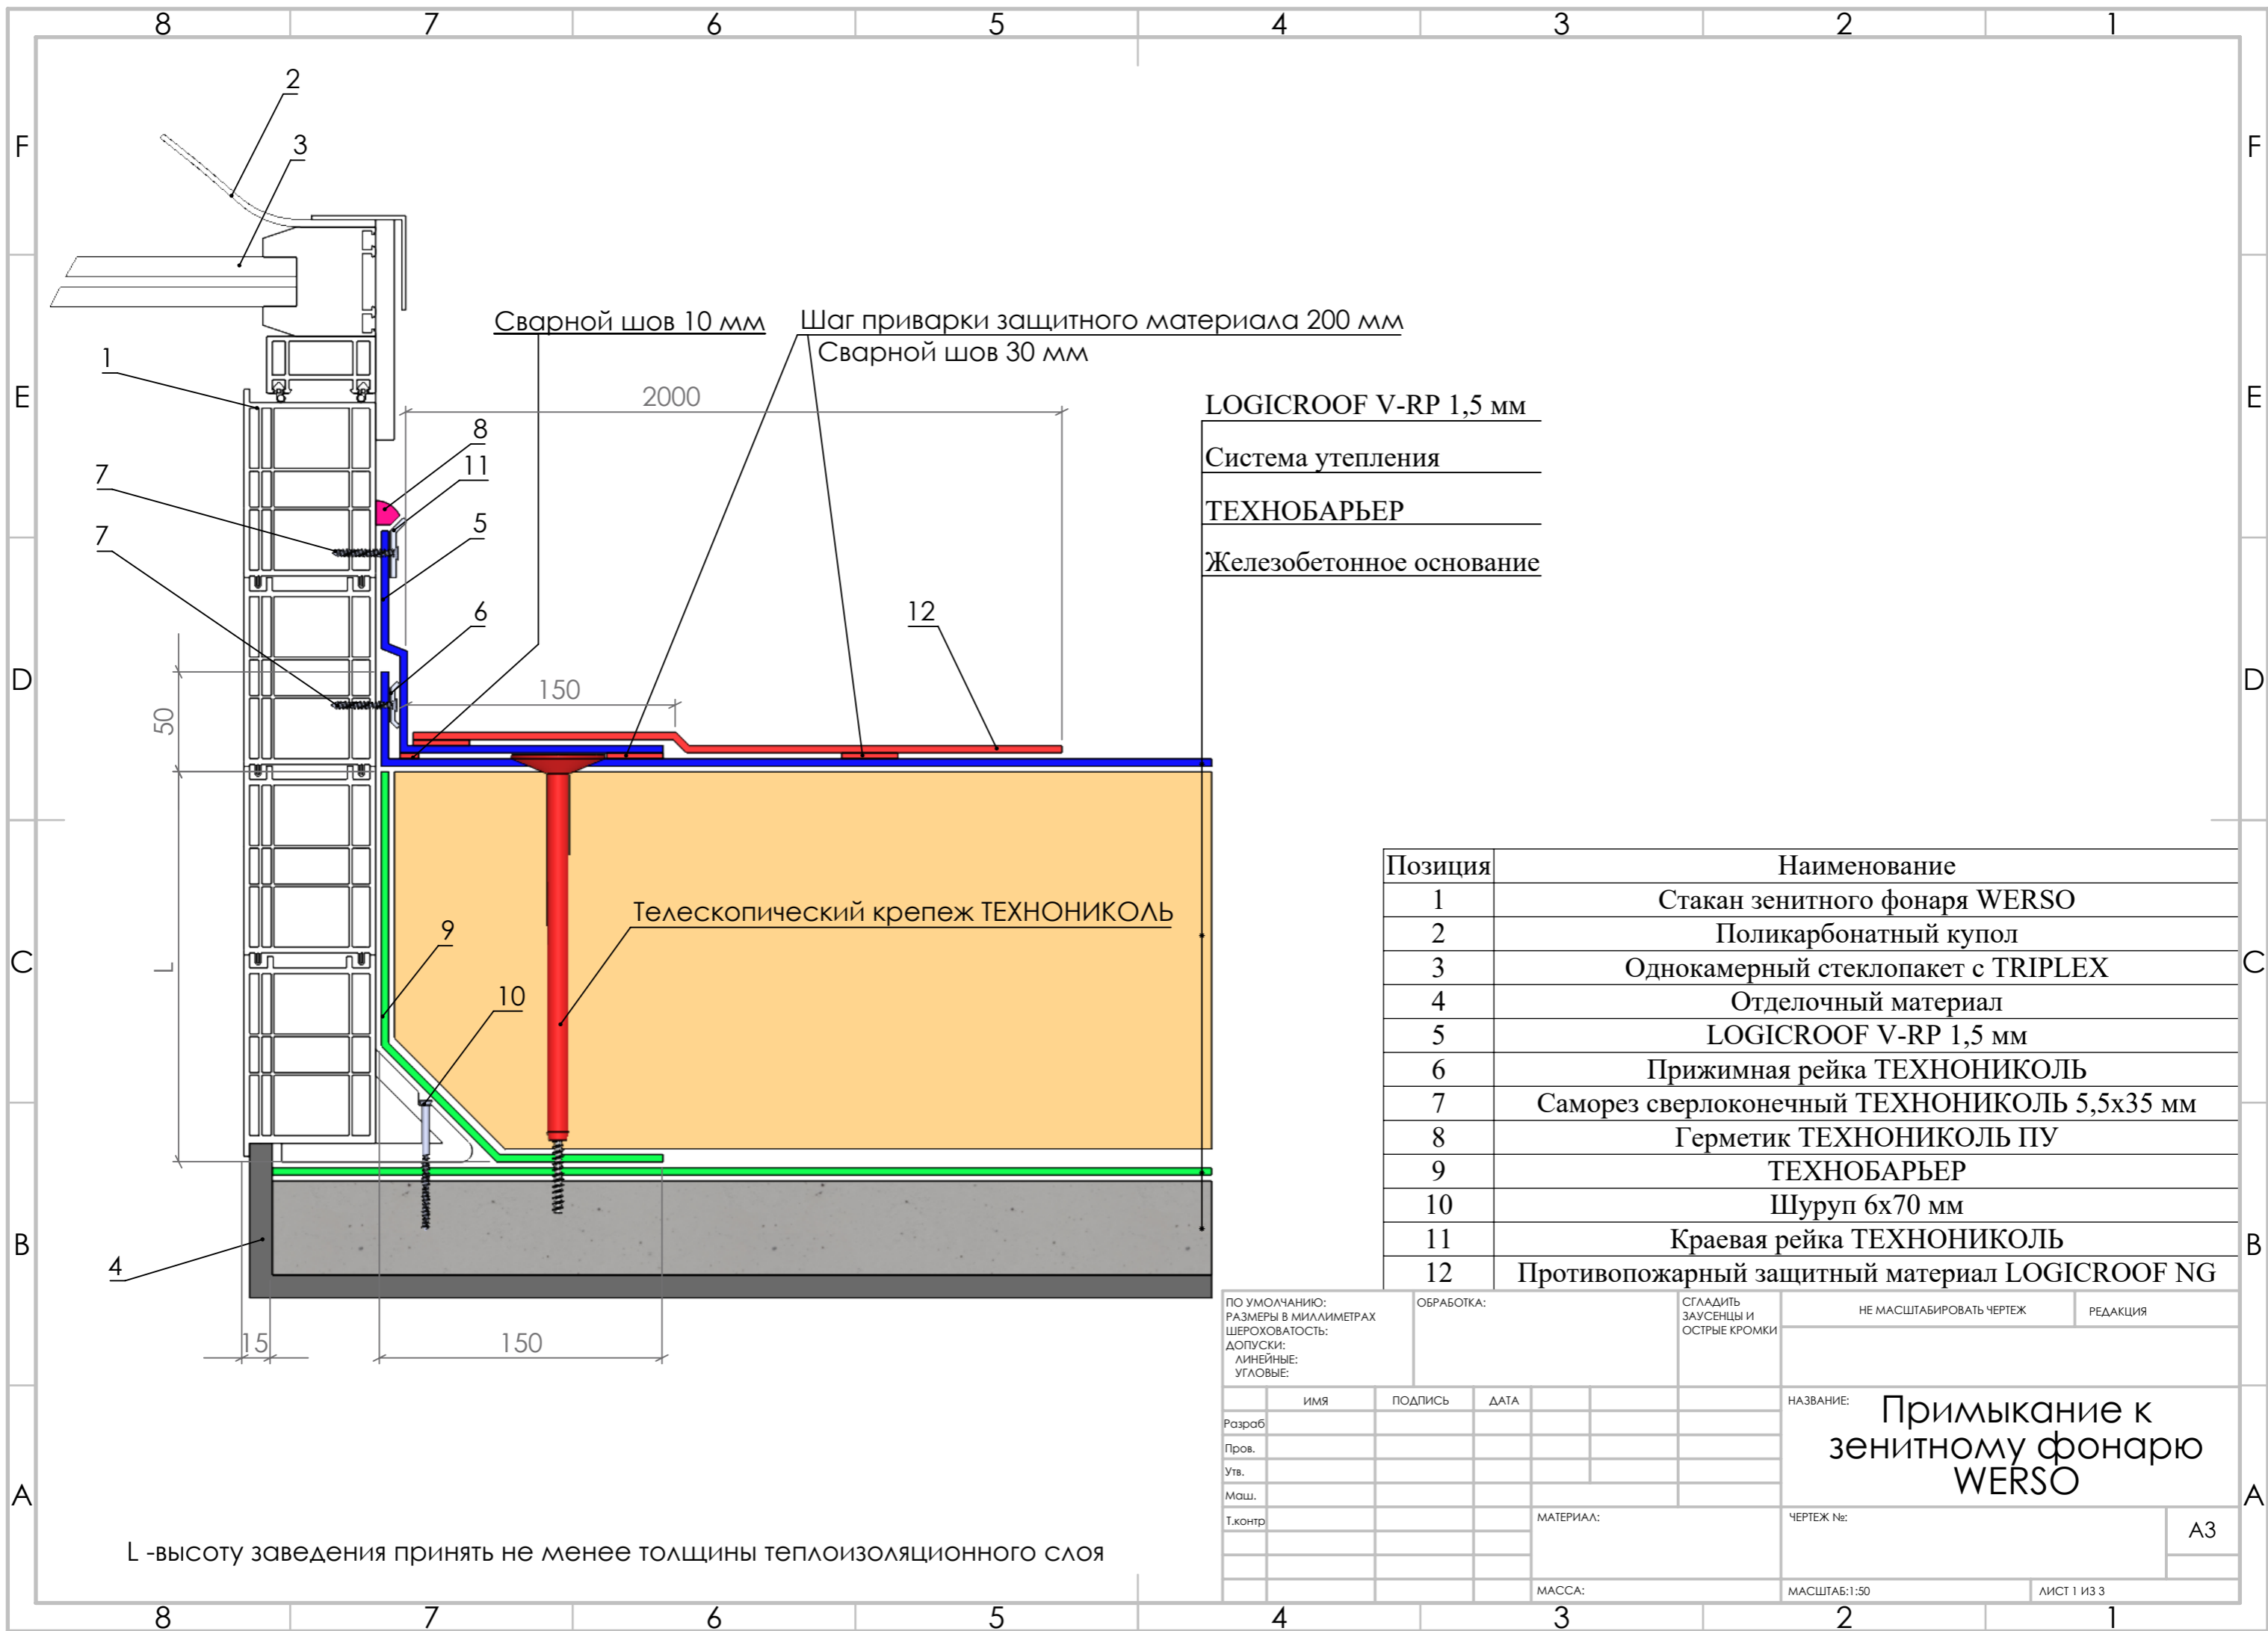 8 7 6 5 4 3 2 1
F
E
D
C
B
A
F
E
D
C
B
A
2
3
1
Сварной шов 10 мм
Шаг приварки защитного материала 200 мм
Сварной шов 30 мм
2000
8
11
7
5
7
6
12
150
50
L
LOGICROOF V-RP 1,5 мм
Система утепления
ТЕХНОБАРЬЕР
Железобетонное основание
Телескопический крепеж ТЕХНОНИКОЛЬ
9
10
4
15
150
Позиция Наименование
1 Стакан зенитного фонаря WERSO
2 Поликарбонатный купол
3 Однокамерный стеклопакет с TRIPLEX
4 Отделочный материал
5 LOGICROOF V-RP 1,5 мм
6 Прижимная рейка ТЕХНОНИКОЛЬ
7 Саморез сверлоконечный ТЕХНОНИКОЛЬ 5,5х35 мм
8 Герметик ТЕХНОНИКОЛЬ ПУ
9 ТЕХНОБАРЬЕР
10 Шуруп 6х70 мм
11 Краевая рейка ТЕХНОНИКОЛЬ
12 Противопожарный защитный материал LOGICROOF NG
ПО УМОЛЧАНИЮ:
РАЗМЕРЫ В МИЛЛИМЕТРАХ
ШЕРОХОВАТОСТЬ:
ДОПУСКИ:
ЛИНЕЙНЫЕ:
УГЛОВЫЕ:
ОБРАБОТКА:
СГЛАДИТЬ
ЗАУСЕНЦЫ И
ОСТРЫЕ КРОМКИ
НЕ МАСШТАБИРОВАТЬ ЧЕРТЕЖ
РЕДАКЦИЯ
ИМЯ ПОДПИСЬ ДАТА
Разраб
Пров.
Утв.
Маш.
Т.контр
НАЗВАНИЕ:
Примыкание к
зенитному фонарю
WERSO
МАТЕРИАЛ:
ЧЕРТЕЖ №:
A3
МАССА:
МАСШТАБ:1:50
ЛИСТ 1 ИЗ 3
L -высоту заведения принять не менее толщины теплоизоляционного слоя
8 7 6 5 4 3 2 1